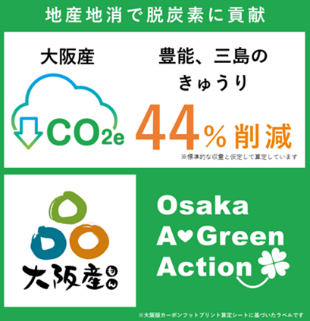 地産地消で脱炭素に貢献
大阪産
CO2e
豊能、三島の
きゅうり
44%削減
※標準的な収量と仮定して算定しています
大阪産もん
Osaka
A♥Green
Action
※大阪版カーボンフットプリント算定シートに基づいたラベルです